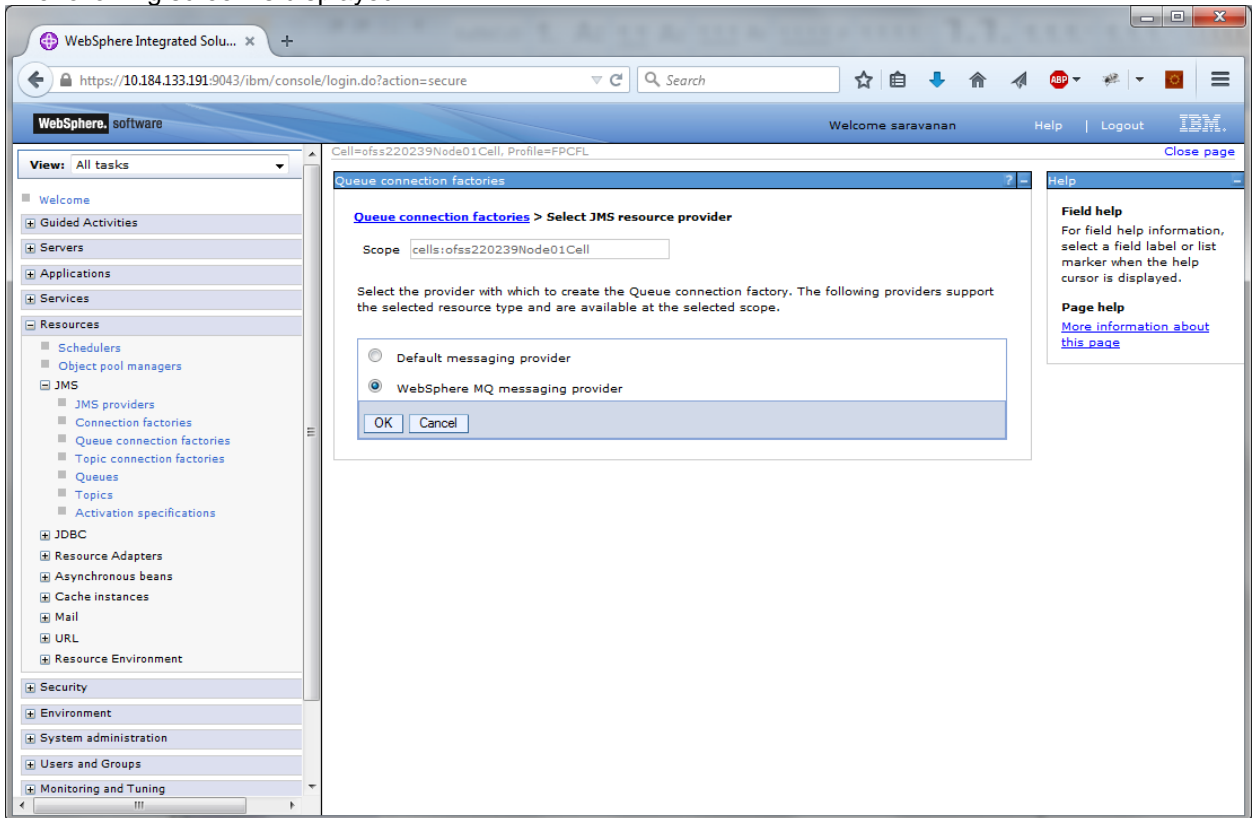 WebSphere Integrated Solu... × +
https://10.184.133.191:9043/ibm/console/login.do?action=secure
Search
ABP
WebSphere. software
Welcome saravanan
Help | Logout
IBM.
View: All tasks
Welcome
Guided Activities
Servers
Applications
Services
Resources
Schedulers
Object pool managers
JMS
JMS providers
Connection factories
Queue connection factories
Topic connection factories
Queues
Topics
Activation specifications
JDBC
Resource Adapters
Asynchronous beans
Cache instances
Mail
URL
Resource Environment
Security
Environment
System administration
Users and Groups
Monitoring and Tuning
Cell=ofss220239Node01Cell, Profile=FPCFL
Close page
Queue connection factories
? -
Queue connection factories > Select JMS resource provider
Scope cells:ofss220239Node01Cell
Select the provider with which to create the Queue connection factory. The following providers support
the selected resource type and are available at the selected scope.
Default messaging provider
WebSphere MQ messaging provider
OK Cancel
Help -
Field help
For field help information,
select a field label or list
marker when the help
cursor is displayed.
Page help
More information about
this page